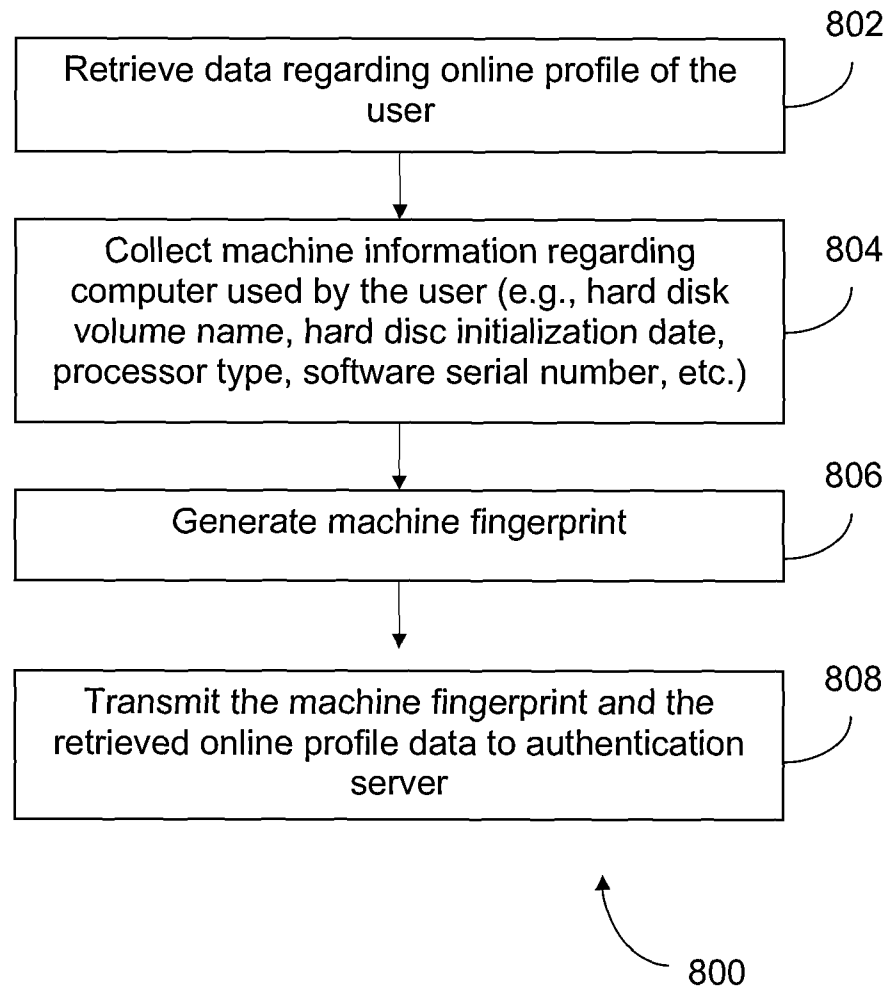 802
Retrieve data regarding online profile of the
user
804
Collect machine information regarding
computer used by the user (e.g., hard disk
volume name, hard disc initialization date,
processor type, software serial number, etc.)
806
Generate machine fingerprint
808
Transmit the machine fingerprint and the
retrieved online profile data to authentication
server
800